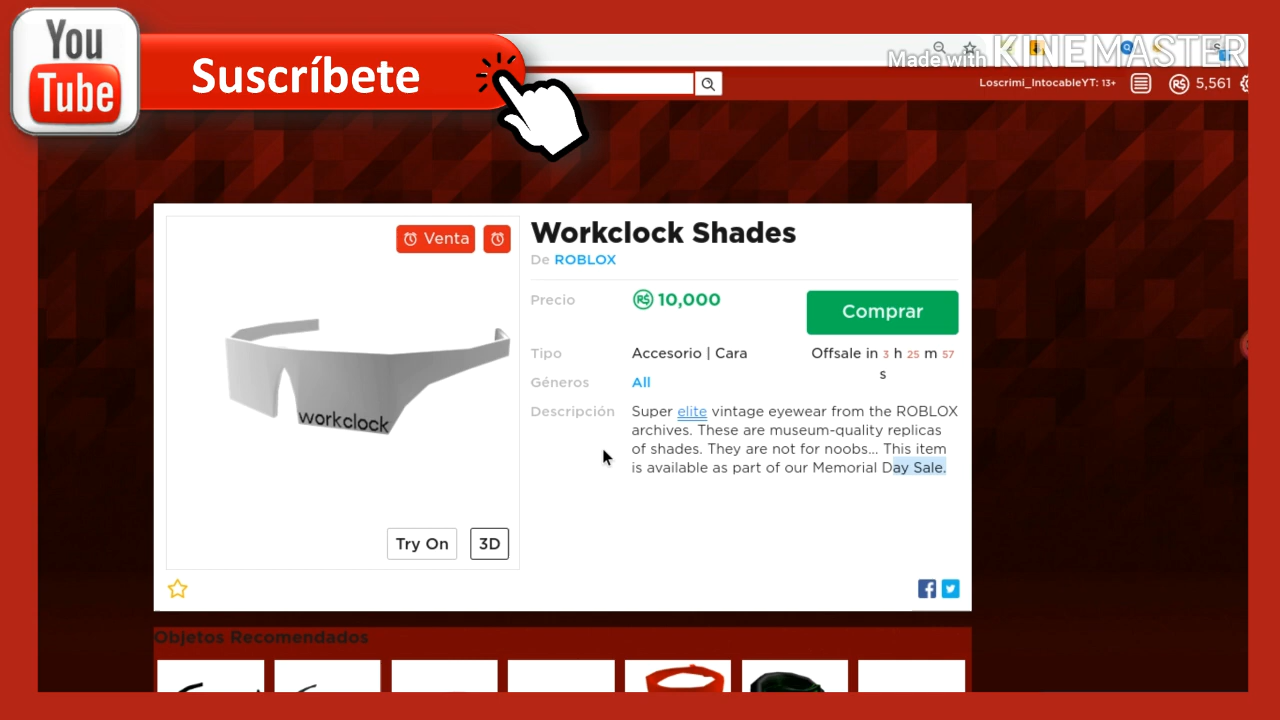 You
Tube
Suscríbete
Made with KINEMASTER
Loscrimi_IntocableYT: 13+
5,561
Venta
Workclock Shades
De ROBLOX
Precio
R$ 10,000
Comprar
workclock
Tipo
Accesorio | Cara
Offsale in 3 h 25 m 57
s
Géneros
All
Descripción
Super elite vintage eyewear from the ROBLOX
archives. These are museum-quality replicas
of shades. They are not for noobs... This item
is available as part of our Memorial Day Sale.
Try On
3D
Objetos Recomendados